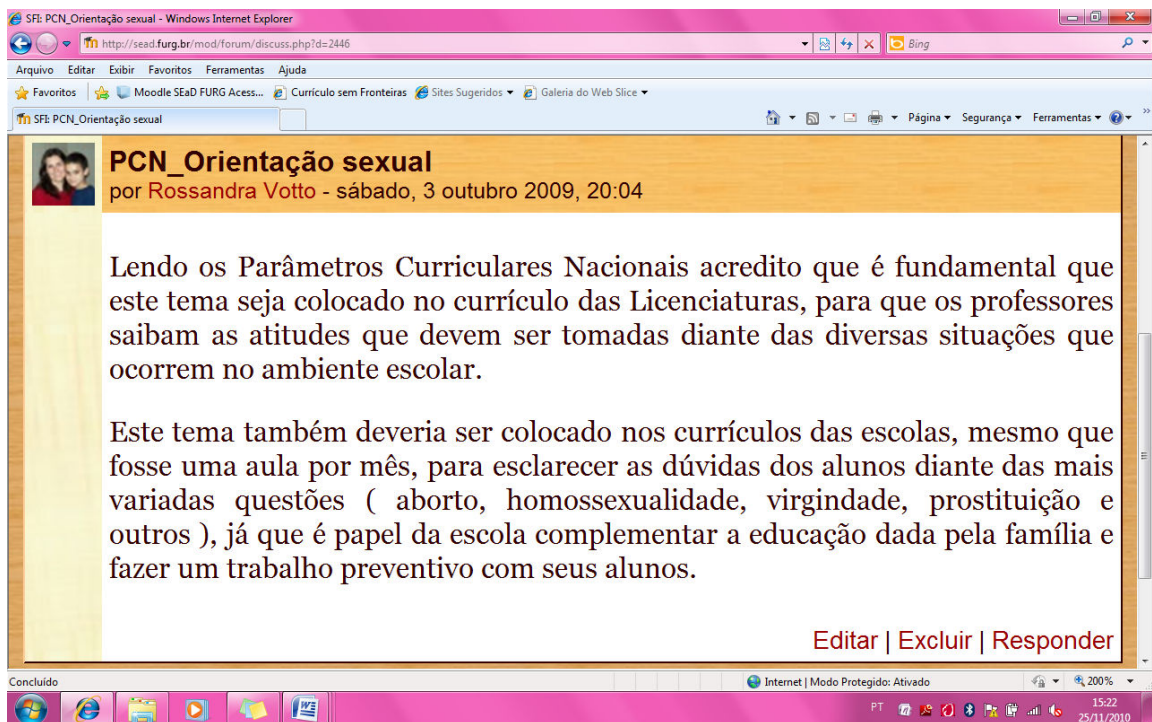 SFI: PCN_Orientação sexual - Windows Internet Explorer
http://sead.furg.br/mod/forum/discuss.php?d=2446
Bing
Arquivo Editar Exibir Favoritos Ferramentas Ajuda
Favoritos Moodle SEaD FURG Acess... Currículo sem Fronteiras Sites Sugeridos Galeria do Web Slice
SFI: PCN_Orientação sexual
Página Segurança Ferramentas
PCN_Orientação sexual
por Rossandra Votto - sábado, 3 outubro 2009, 20:04
Lendo os Parâmetros Curriculares Nacionais acredito que é fundamental que
este tema seja colocado no currículo das Licenciaturas, para que os professores
saibam as atitudes que devem ser tomadas diante das diversas situações que
ocorrem no ambiente escolar.
Este tema também deveria ser colocado nos currículos das escolas, mesmo que
fosse uma aula por mês, para esclarecer as dúvidas dos alunos diante das mais
variadas questões ( aborto, homossexualidade, virgindade, prostituição e
outros ), já que é papel da escola complementar a educação dada pela família e
fazer um trabalho preventivo com seus alunos.
Editar | Excluir | Responder
Concluído
Internet | Modo Protegido: Ativado
200%
PT
15:22
25/11/2010